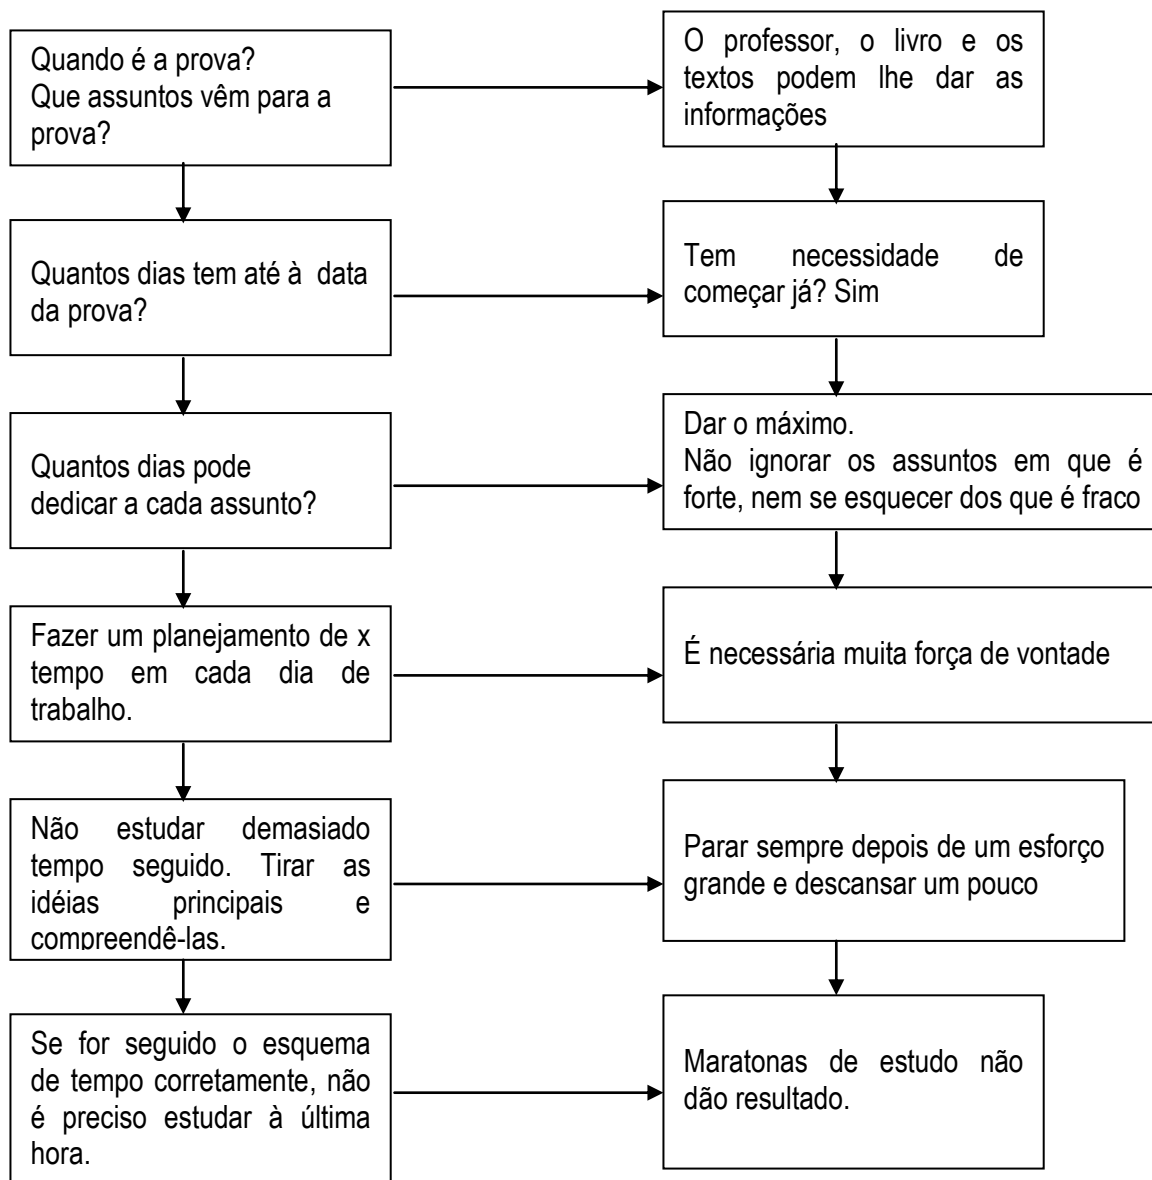 Quando é a prova?
Que assuntos vêm para a
prova?
O professor, o livro e os
textos podem lhe dar as
informações
Quantos dias tem até à data
da prova?
Tem necessidade de
começar já? Sim
Quantos dias pode
dedicar a cada assunto?
Dar o máximo.
Não ignorar os assuntos em que é
forte, nem se esquecer dos que é fraco
Fazer um planejamento de x
tempo em cada dia de
trabalho.
É necessária muita força de vontade
Não estudar demasiado
tempo seguido. Tirar as
idéias principais e
compreendê-las.
Parar sempre depois de um esforço
grande e descansar um pouco
Se for seguido o esquema
de tempo corretamente, não
é preciso estudar à última
hora.
Maratonas de estudo não
dão resultado.